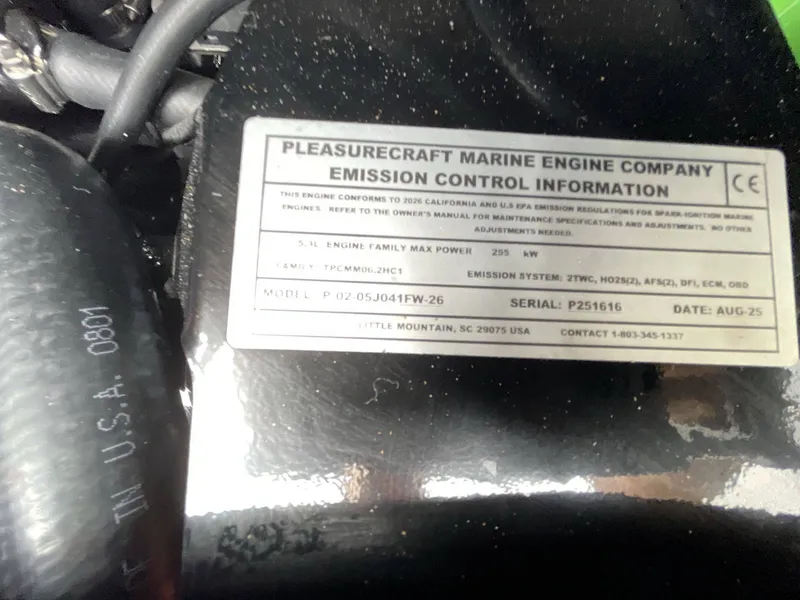 PLEASURECRAFT MARINE ENGINE COMPANY
EMISSION CONTROL INFORMATION
CE
THIS ENGINE CONFORMS TO 2026 CALIFORNIA AND U.S EPA EMISSION REGULATIONS FOR SPARK-IGNITION MARINE
ENGINES. REFER TO THE OWNER'S MANUAL FOR MAINTENANCE SPECIFICATIONS AND ADJUSTMENTS. NO OTHER
ADJUSTMENTS NEEDED.
5.3L ENGINE FAMILY MAX POWER 255 kW
FAMILY: TPCMM06.2HC1 EMISSION SYSTEM: 2TWC, HO2S(2), AFS(2), DFI, ECM, OBD
MODEL: P 02-05J041FW-26 SERIAL: P251616 DATE: AUG-25
LITTLE MOUNTAIN, SC 29075 USA CONTACT 1-803-345-1337
IN U.S.A. 0801